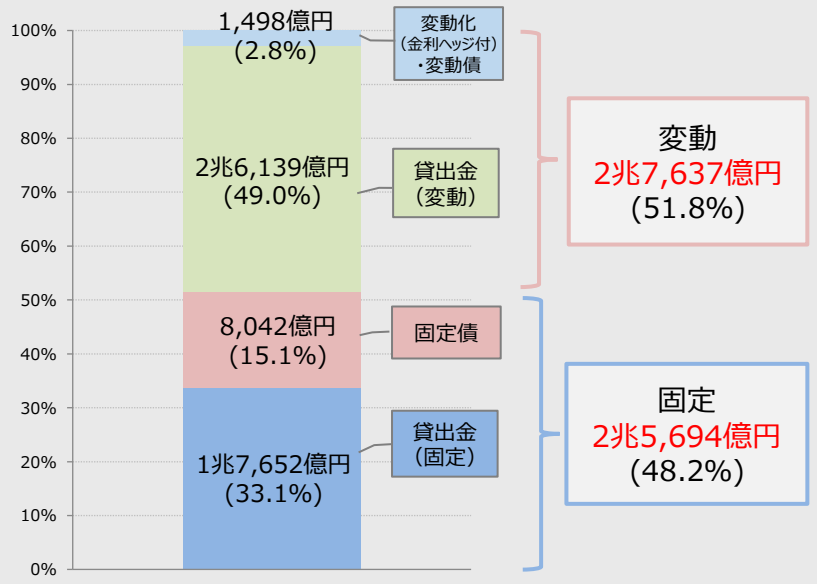 100%
90%
80%
70%
60%
50%
40%
30%
20%
10%
0%
1,498億円
(2.8%)
2兆6,139億円
(49.0%)
8,042億円
(15.1%)
1兆7,652億円
(33.1%)
変動化
（金利ヘッジ付）
・変動債
貸出金
（変動）
固定債
貸出金
（固定）
変動
2兆7,637億円
(51.8%)
固定
2兆5,694億円
(48.2%)